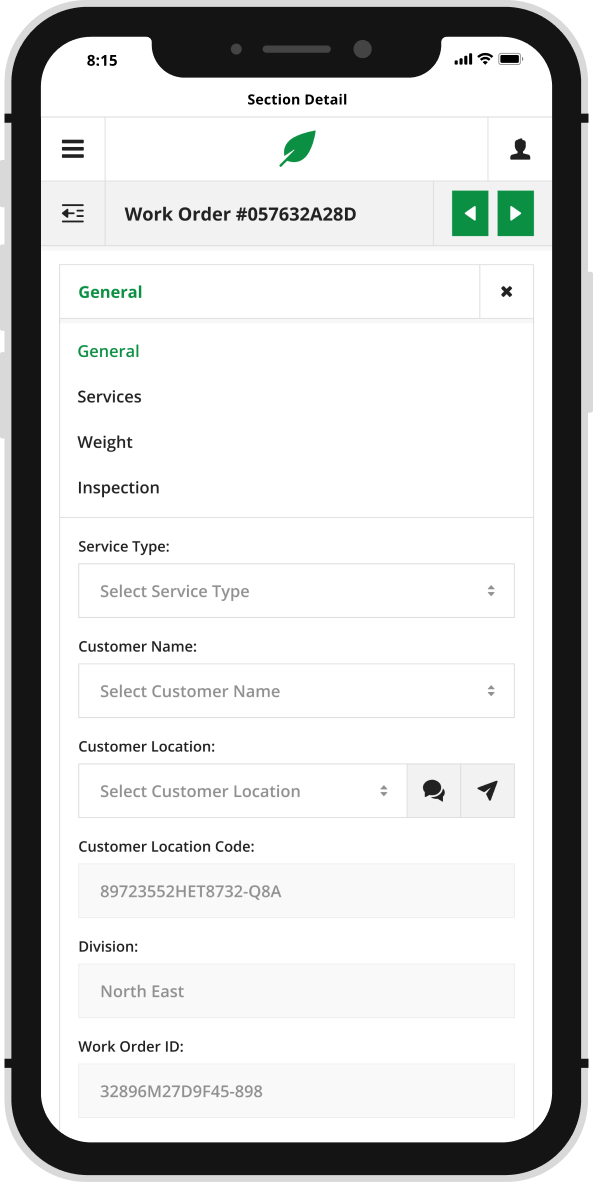 8:15
Section Detail
Work Order #057632A28D
General
General
Services
Weight
Inspection
Service Type:
Select Service Type
Customer Name:
Select Customer Name
Customer Location:
Select Customer Location
Customer Location Code:
89723552HET8732-Q8A
Division:
North East
Work Order ID:
32896M27D9F45-898